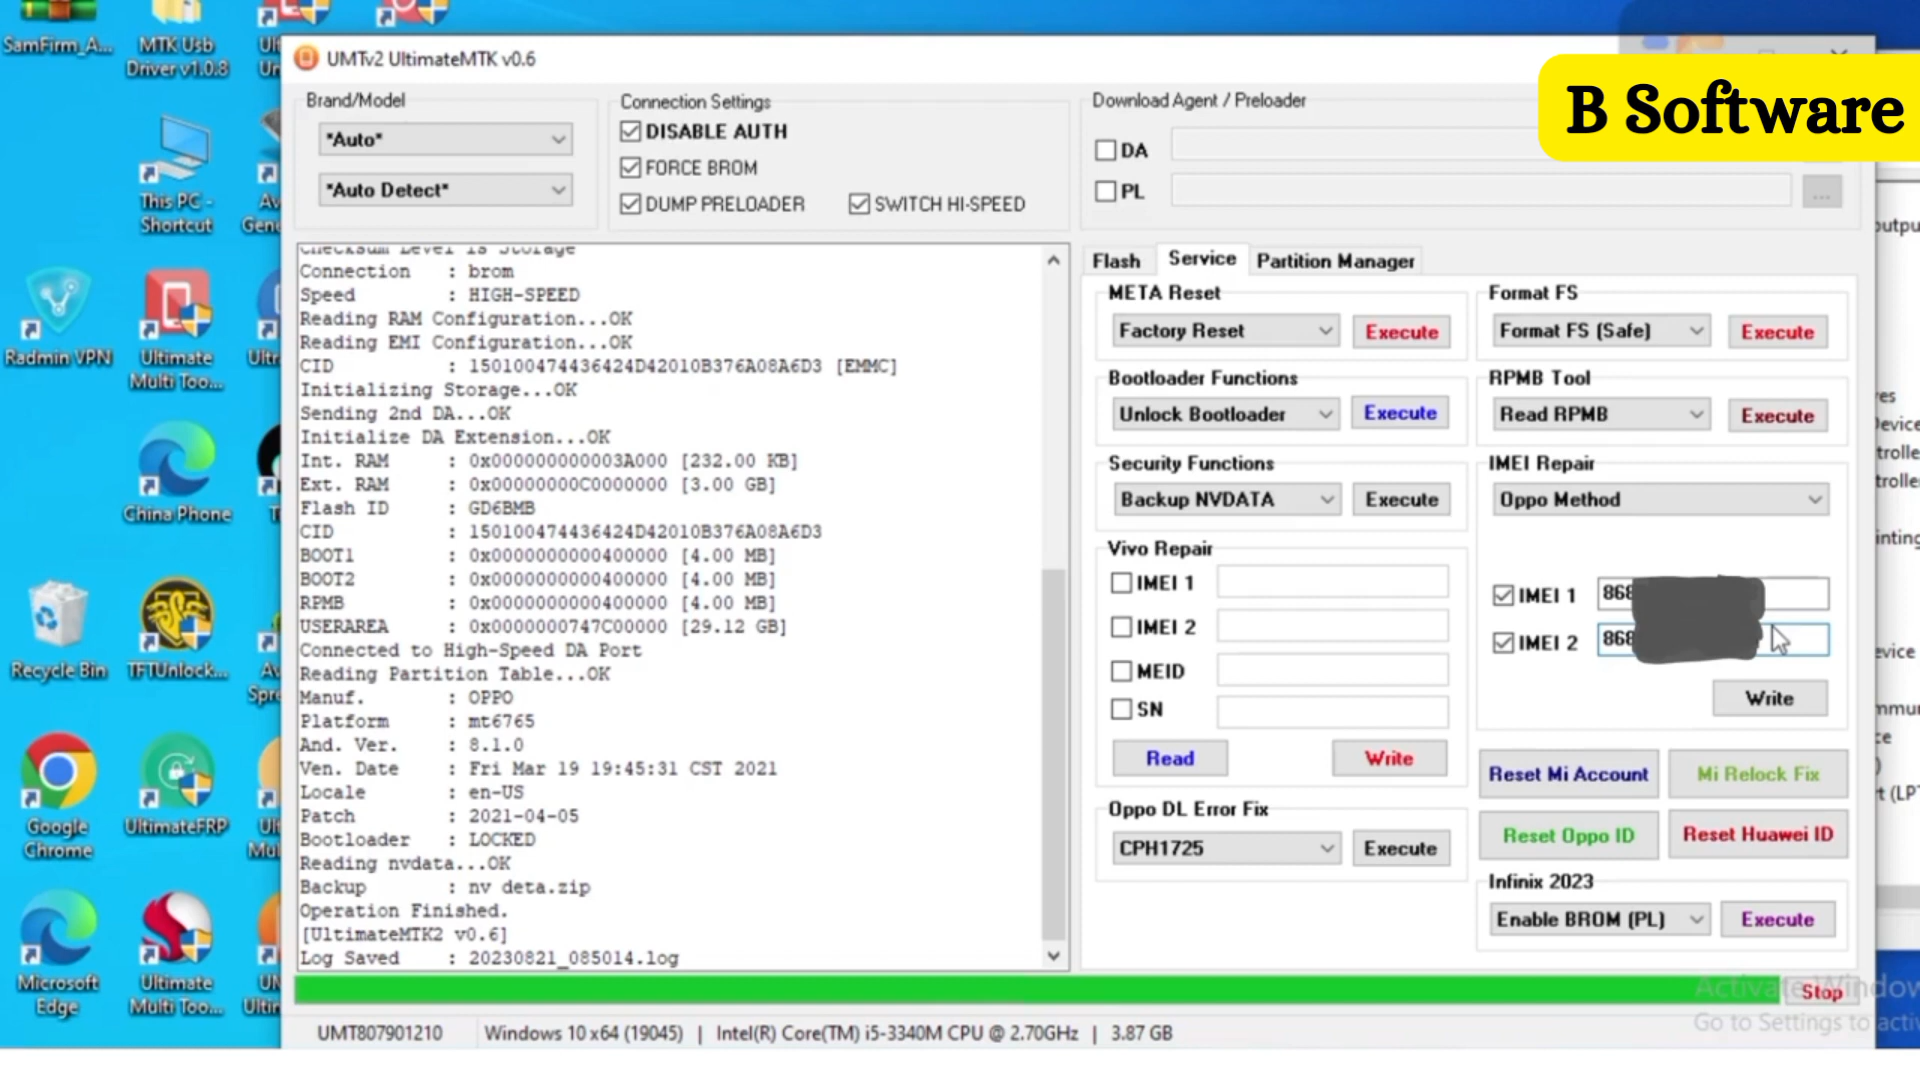 SamFirm_A...
MTK Usb
Driver v1.0.8
This PC -
Shortcut
Radmin VPN
Ultimate
Multi Too...
China Phone
Recycle Bin
TFTUnlock...
Google
Chrome
UltimateFRP
Microsoft
Edge
Ultimate
Multi Too...
UMTv2 UltimateMTK v0.6
B Software
Brand/Model
*Auto*
*Auto Detect*
Connection Settings
DISABLE AUTH
FORCE BROM
DUMP PRELOADER
SWITCH HI-SPEED
Download Agent / Preloader
DA
PL
...
Checksum Level is Storage
Connection : brom
Speed : HIGH-SPEED
Reading RAM Configuration...OK
Reading EMI Configuration...OK
CID : 150100474436424D42010B376A08A6D3 [EMMC]
Initializing Storage...OK
Sending 2nd DA...OK
Initialize DA Extension...OK
Int. RAM : 0x000000000003A000 [232.00 KB]
Ext. RAM : 0x00000000C0000000 [3.00 GB]
Flash ID : GD6BMB
CID : 150100474436424D42010B376A08A6D3
BOOT1 : 0x0000000000400000 [4.00 MB]
BOOT2 : 0x0000000000400000 [4.00 MB]
RPMB : 0x0000000000400000 [4.00 MB]
USERAREA : 0x0000000747C00000 [29.12 GB]
Connected to High-Speed DA Port
Reading Partition Table...OK
Manuf. : OPPO
Platform : mt6765
And. Ver. : 8.1.0
Ven. Date : Fri Mar 19 19:45:31 CST 2021
Locale : en-US
Patch : 2021-04-05
Bootloader : LOCKED
Reading nvdata...OK
Backup : nv deta.zip
Operation Finished.
[UltimateMTK2 v0.6]
Log Saved : 20230821_085014.log
Flash
Service
Partition Manager
META Reset
Factory Reset
Execute
Bootloader Functions
Unlock Bootloader
Execute
Security Functions
Backup NVDATA
Execute
Vivo Repair
IMEI 1
IMEI 2
MEID
SN
Read
Write
Oppo DL Error Fix
CPH1725
Execute
Format FS
Format FS (Safe)
Execute
RPMB Tool
Read RPMB
Execute
IMEI Repair
Oppo Method
IMEI 1 868
IMEI 2 868
Write
Reset Mi Account
Mi Relock Fix
Reset Oppo ID
Reset Huawei ID
Infinix 2023
Enable BROM (PL)
Execute
Stop
UMT807901210
Windows 10 x64 (19045) | Intel(R) Core(TM) i5-3340M CPU @ 2.70GHz | 3.87 GB